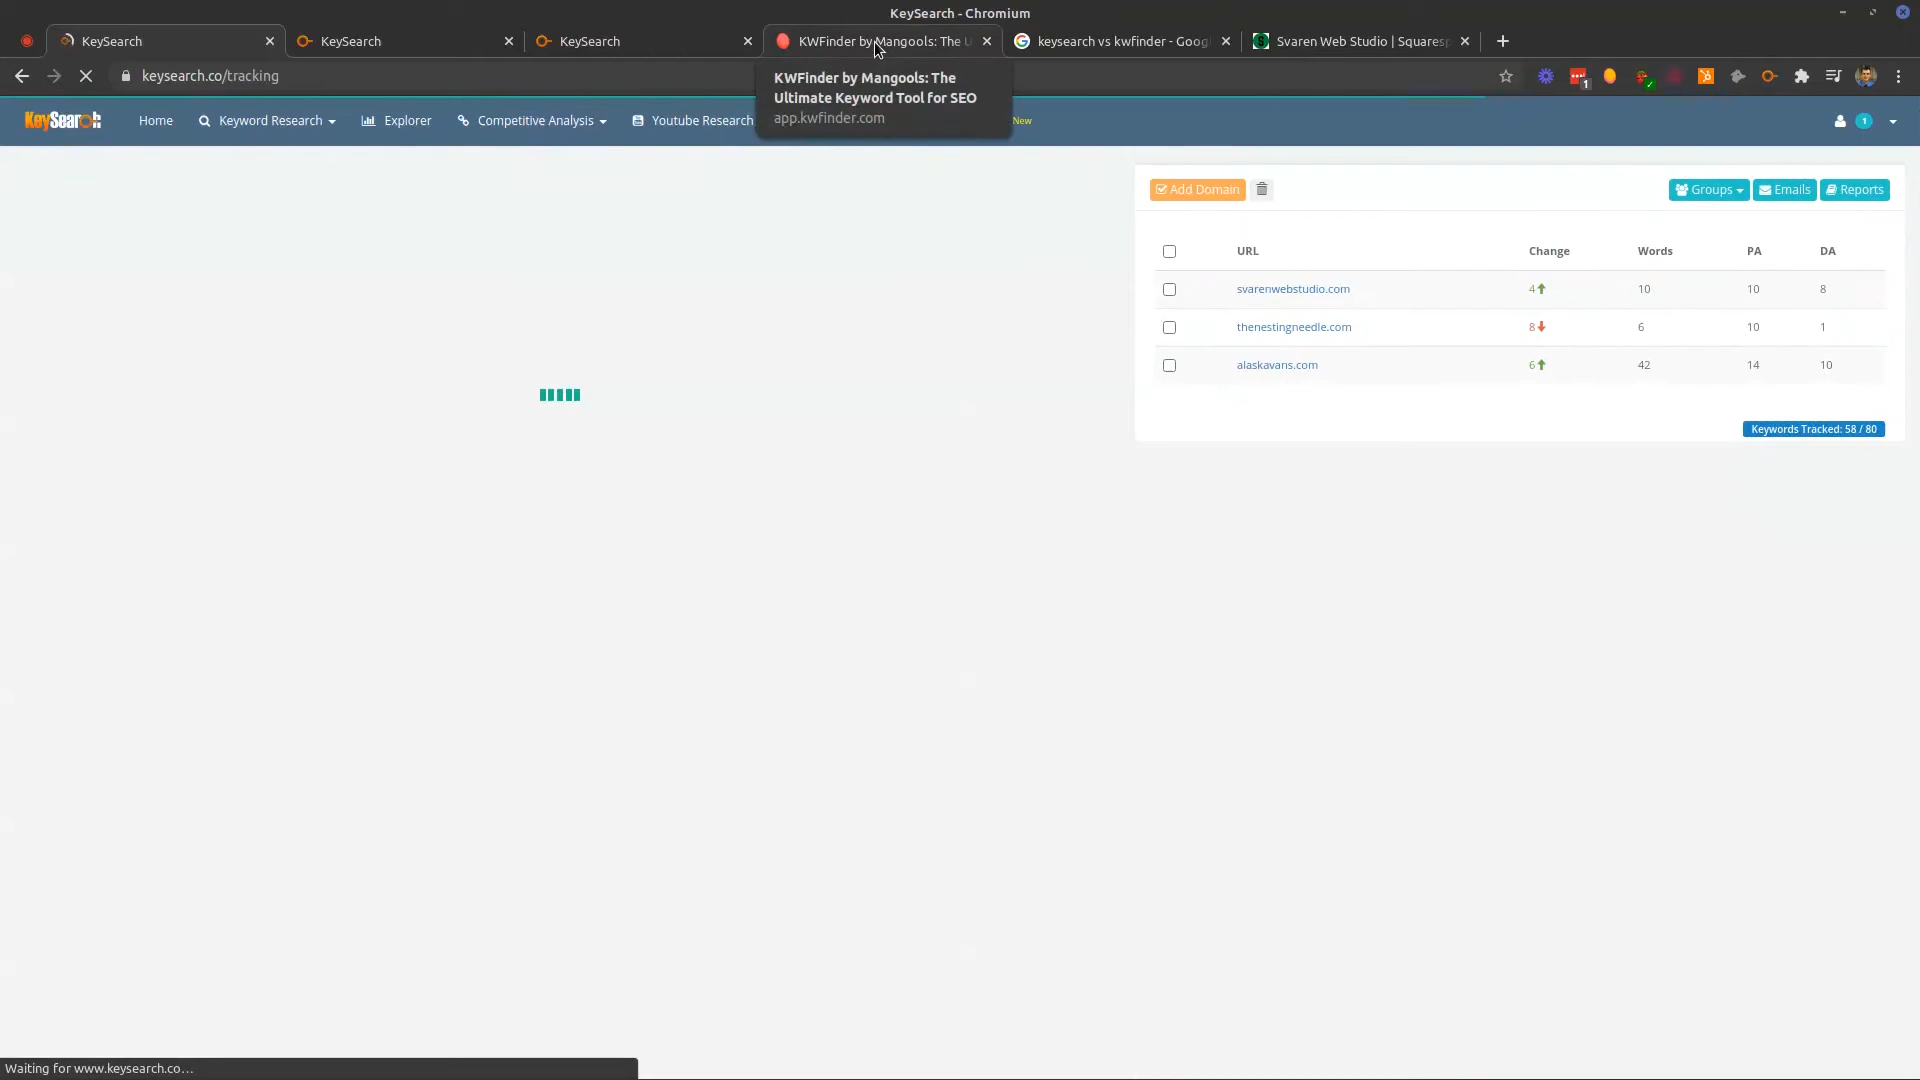 KeySearch - Chromium
KeySearch
KeySearch
KeySearch
KWFinder by Mangools: The U
keysearch vs kwfinder - Goog
Svaren Web Studio | Squaresp
keysearch.co/tracking
1
KWFinder by Mangools: The
Ultimate Keyword Tool for SEO
app.kwfinder.com
KeySearch
Home
Keyword Research
Explorer
Competitive Analysis
Youtube Research
New
1
Add Domain
Groups
Emails
Reports
URL Change Words PA DA
svarenwebstudio.com 4 10 10 8
thenestingneedle.com 8 6 10 1
alaskavans.com 6 42 14 10
Keywords Tracked: 58 / 80
Waiting for www.keysearch.co...